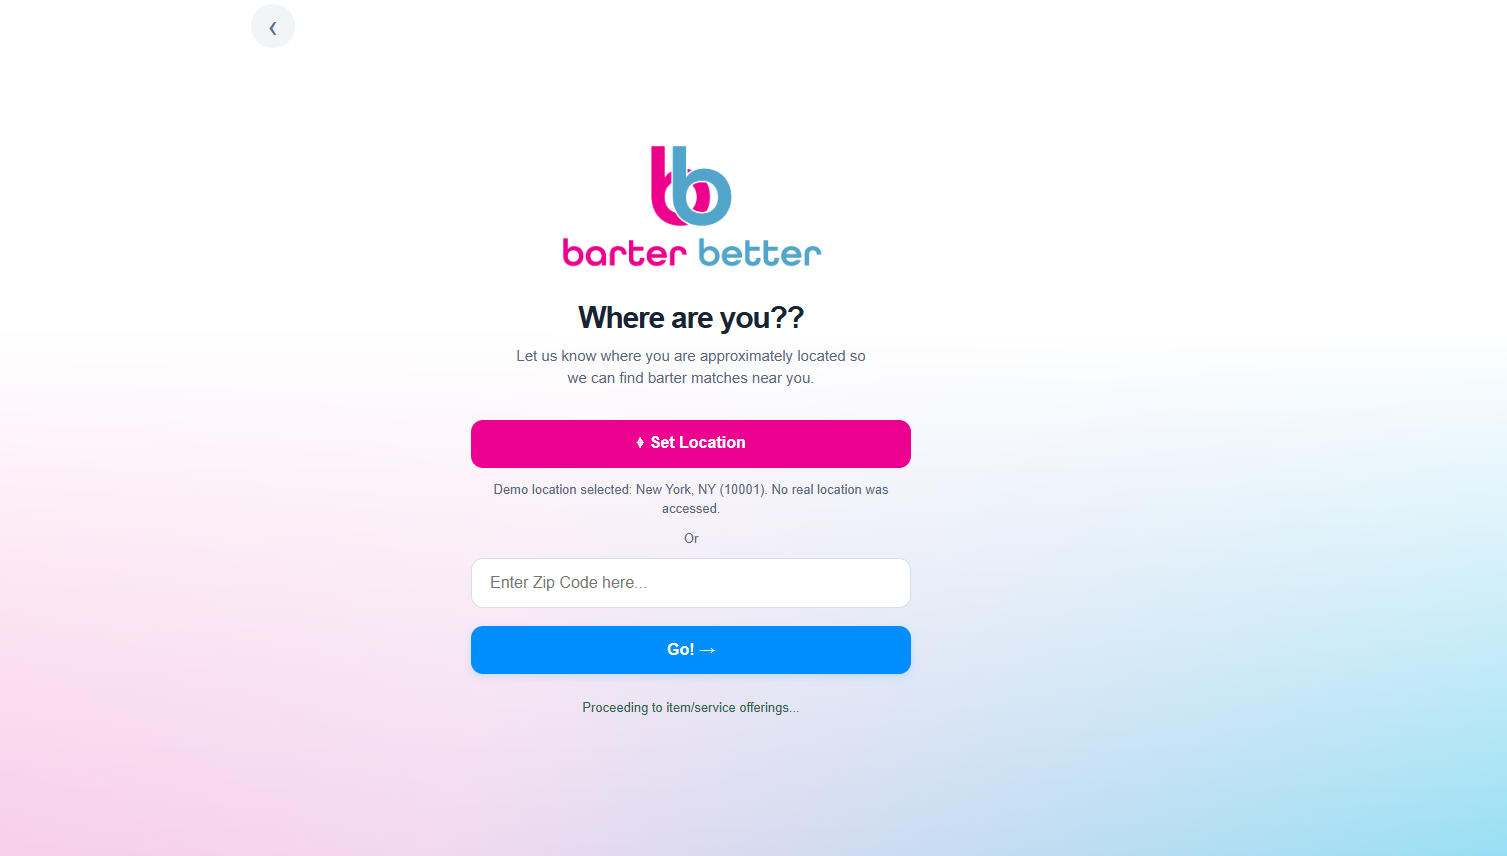 bb
barter better
Where are you??
Let us know where you are approximately located so
we can find barter matches near you.
Set Location
Demo location selected: New York, NY (10001). No real location was
accessed.
Or
Enter Zip Code here...
Go! →
Proceeding to item/service offerings...